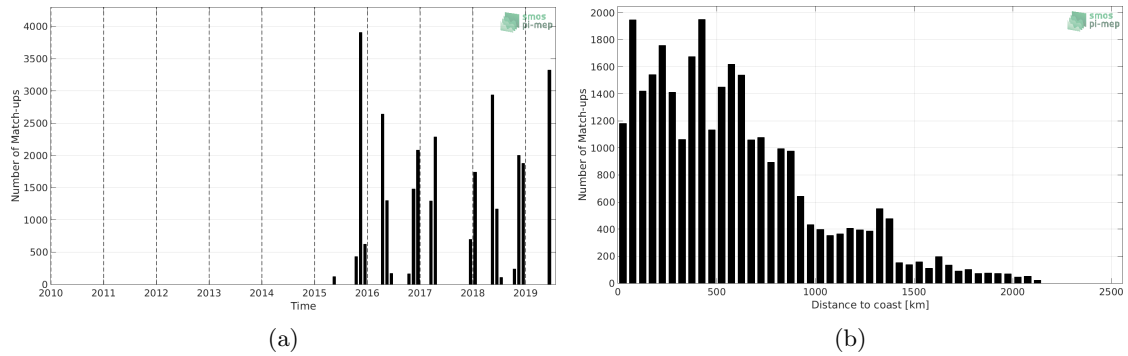 smos
pi-mep
4000
3500
3000
2500
2000
1500
1000
500
0
Number of Match-ups
2010 2011 2012 2013 2014 2015 2016 2017 2018 2019
Time
(a)
smos
pi-mep
2000
1800
1600
1400
1200
1000
800
600
400
200
0
Number of Match-ups
0 500 1000 1500 2000 2500
Distance to coast [km]
(b)